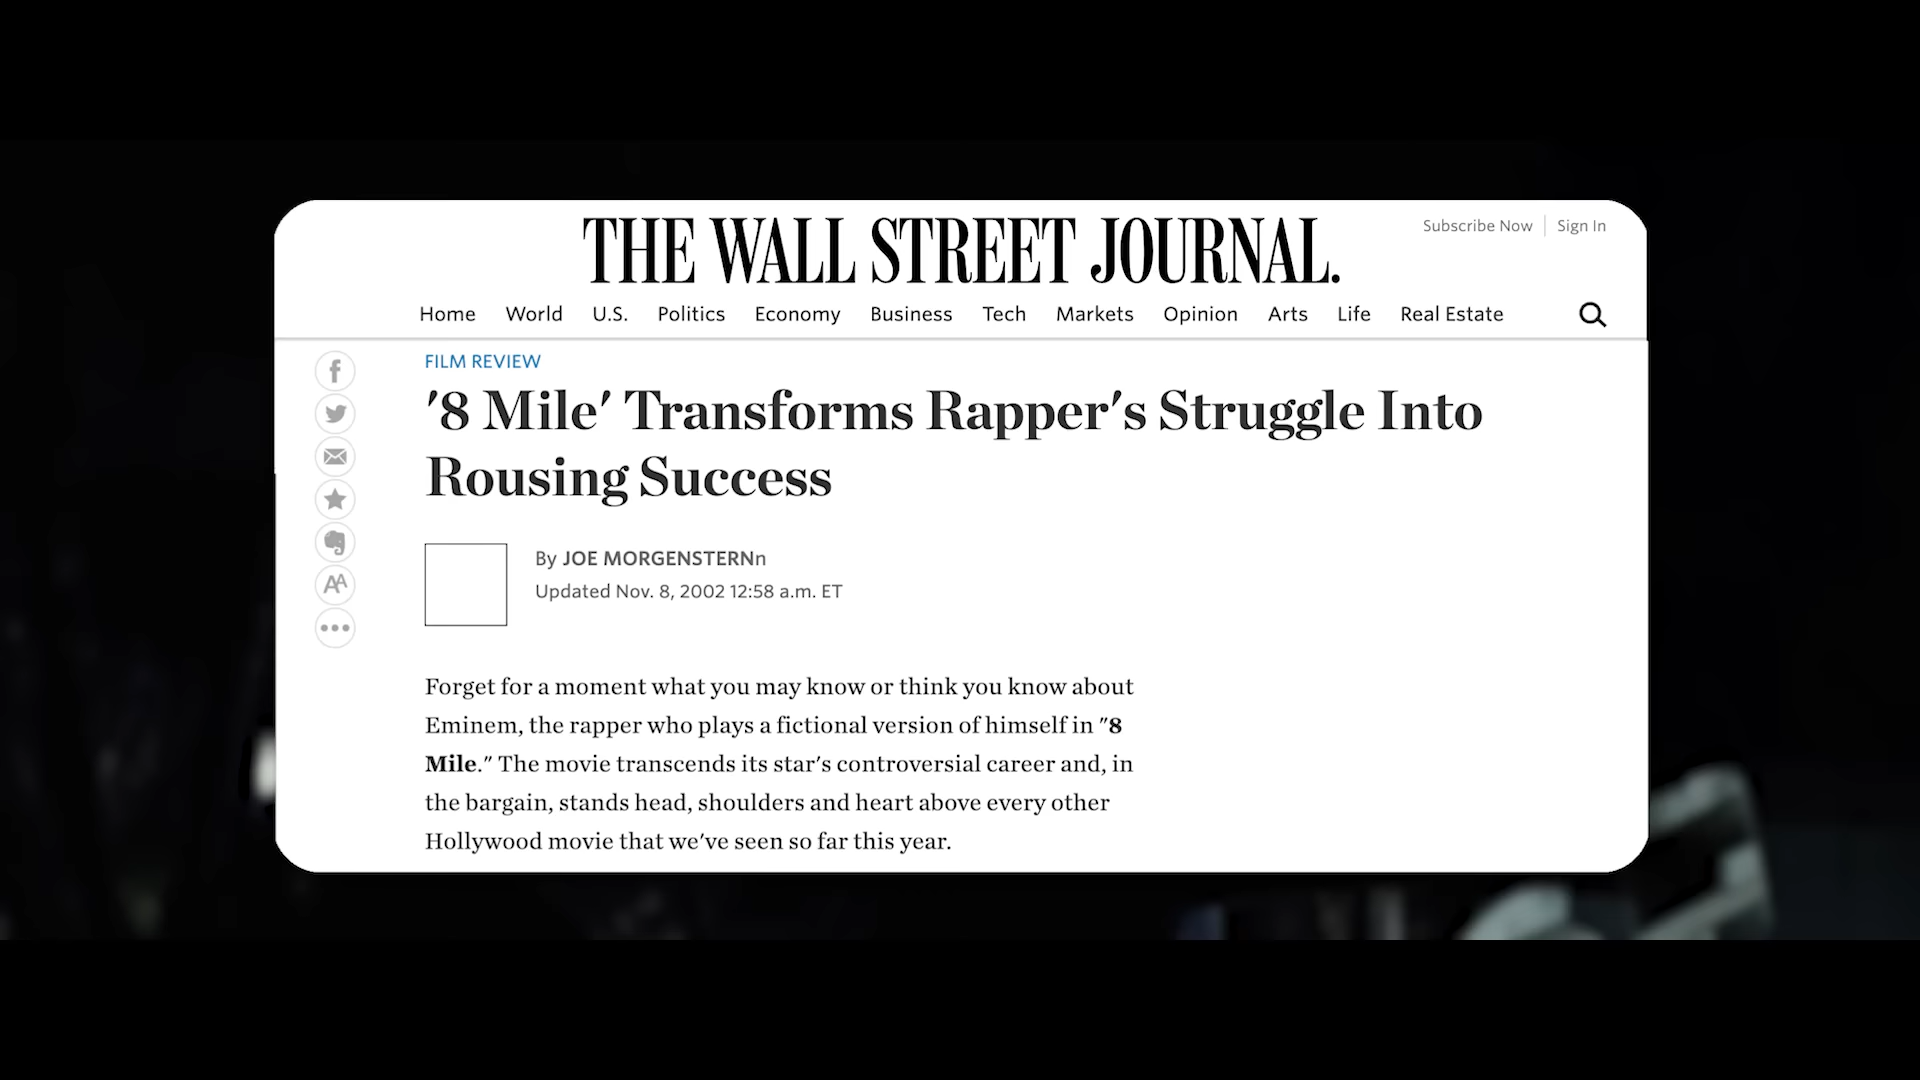 THE WALL STREET JOURNAL.
Subscribe Now Sign In
Home World U.S. Politics Economy Business Tech Markets Opinion Arts Life Real Estate
FILM REVIEW
'8 Mile' Transforms Rapper's Struggle Into
Rousing Success
By JOE MORGENSTERNn
Updated Nov. 8, 2002 12:58 a.m. ET
Forget for a moment what you may know or think you know about
Eminem, the rapper who plays a fictional version of himself in "8
Mile." The movie transcends its star's controversial career and, in
the bargain, stands head, shoulders and heart above every other
Hollywood movie that we've seen so far this year.
f
AA